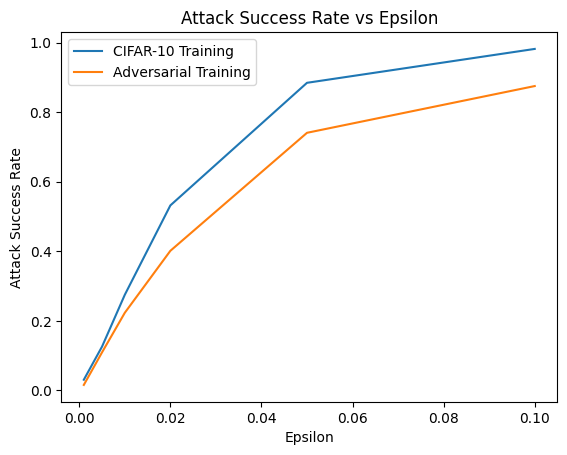 Attack Success Rate vs Epsilon
CIFAR-10 Training
Adversarial Training
Attack Success Rate
1.0
0.8
0.6
0.4
0.2
0.0
0.00 0.02 0.04 0.06 0.08 0.10
Epsilon